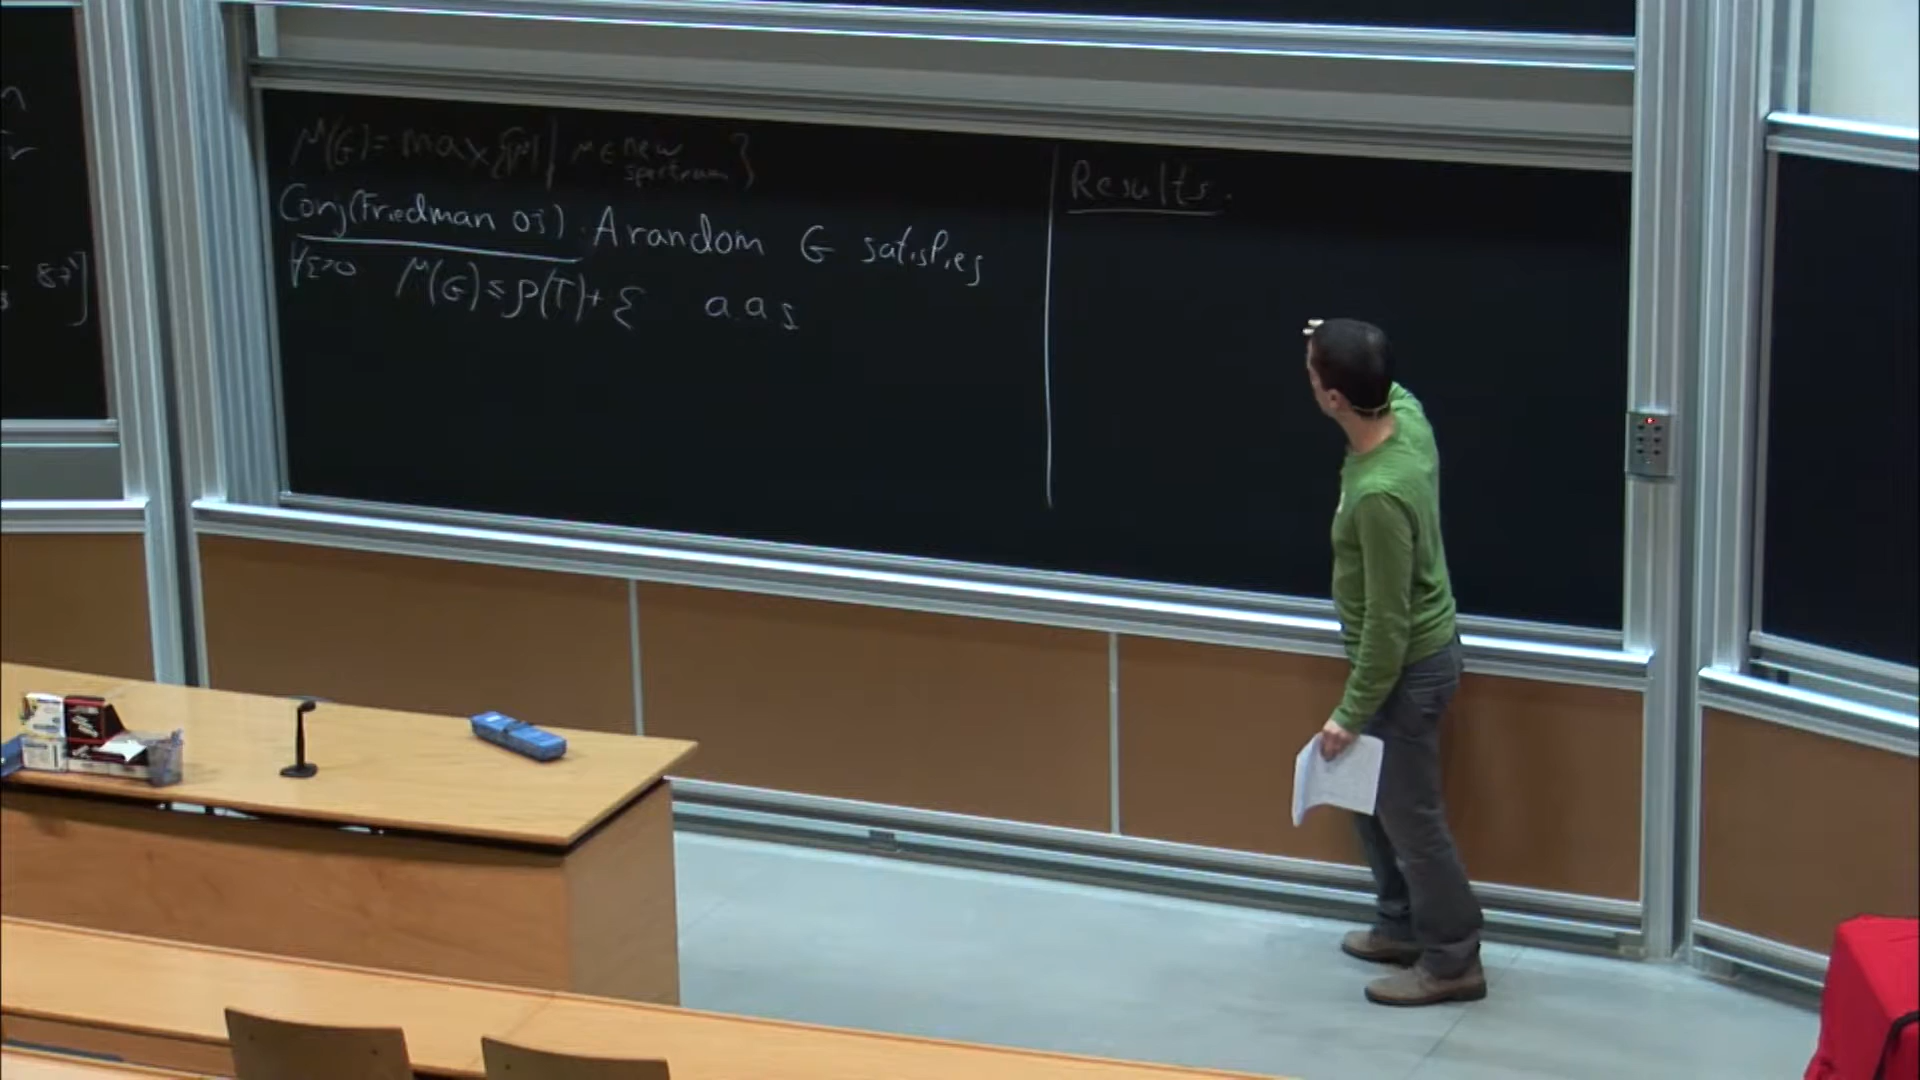 μ(G) = max{|μ| | μ ∈ new spectrum}
Conj (Friedman 03). A random G satisfies
∀ε>0 μ(G) ≤ ρ(T) + ε a.a.s
Results.